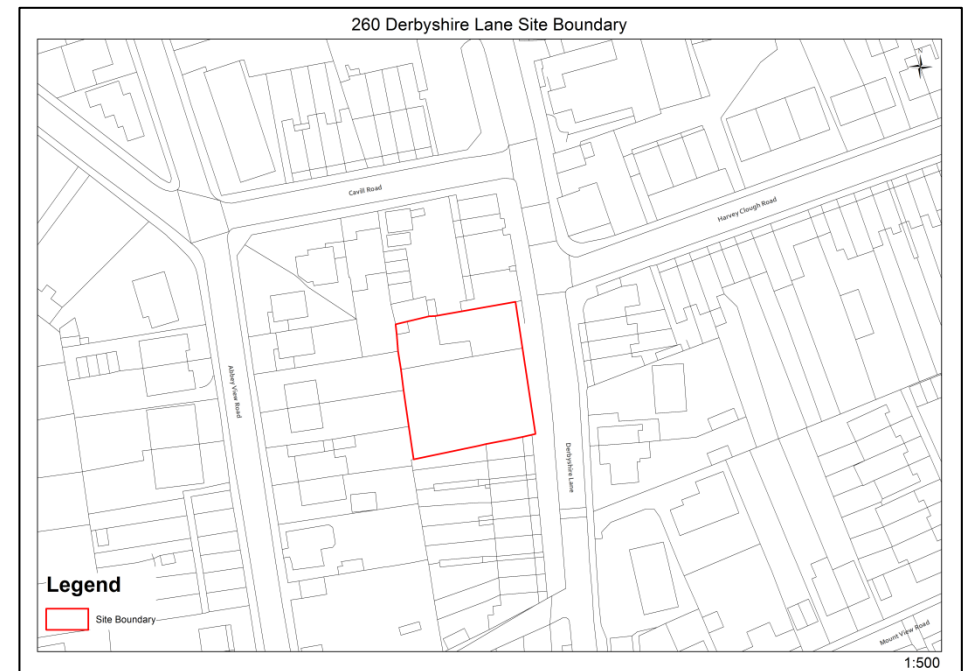 260 Derbyshire Lane Site Boundary
N
Cavill Road
Harvey Clough Road
Abbey View Road
Derbyshire Lane
Legend
Site Boundary
Mount View Road
1:500